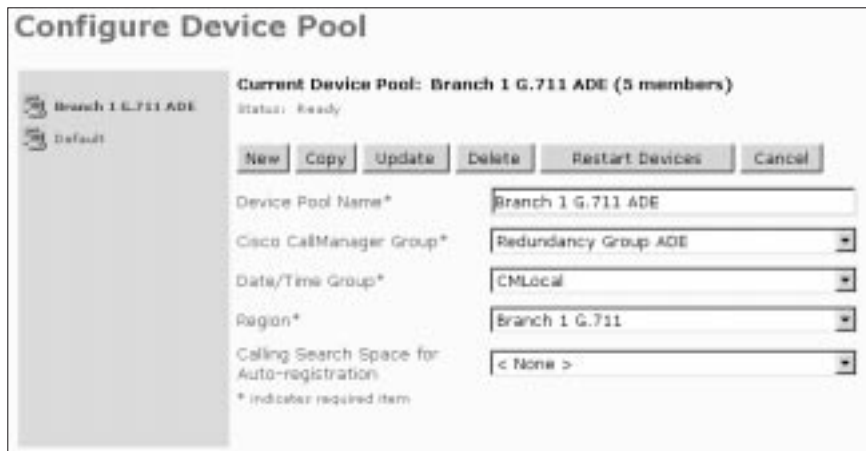 Configure Device Pool
Branch 1 G.711 ADE
Default
Current Device Pool: Branch 1 G.711 ADE (5 members)
Status: Ready
New Copy Update Delete Restart Devices Cancel
Device Pool Name* Branch 1 G.711 ADE
Cisco CallManager Group* Redundancy Group ADE
Date/Time Group* CMLocal
Region* Branch 1 G.711
Calling Search Space for
Auto-registration
< None >
* indicates required item